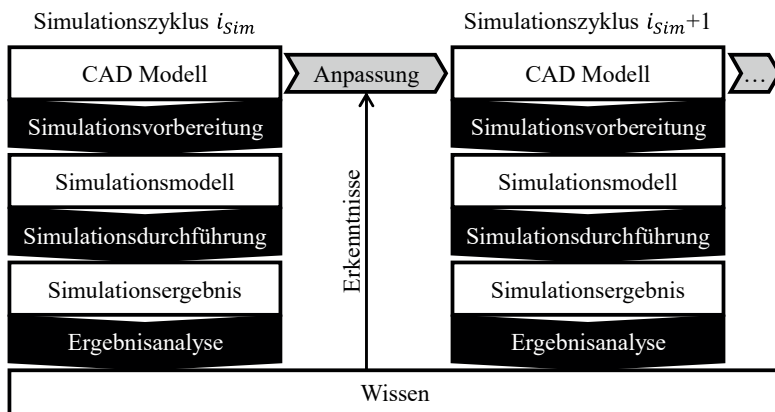 Simulationszyklus i_Sim
Simulationszyklus i_Sim+1
CAD Modell
Anpassung
CAD Modell
...
Simulationsvorbereitung
Simulationsvorbereitung
Simulationsmodell
Erkenntnisse
Simulationsmodell
Simulationsdurchführung
Simulationsdurchführung
Simulationsergebnis
Simulationsergebnis
Ergebnisanalyse
Ergebnisanalyse
Wissen